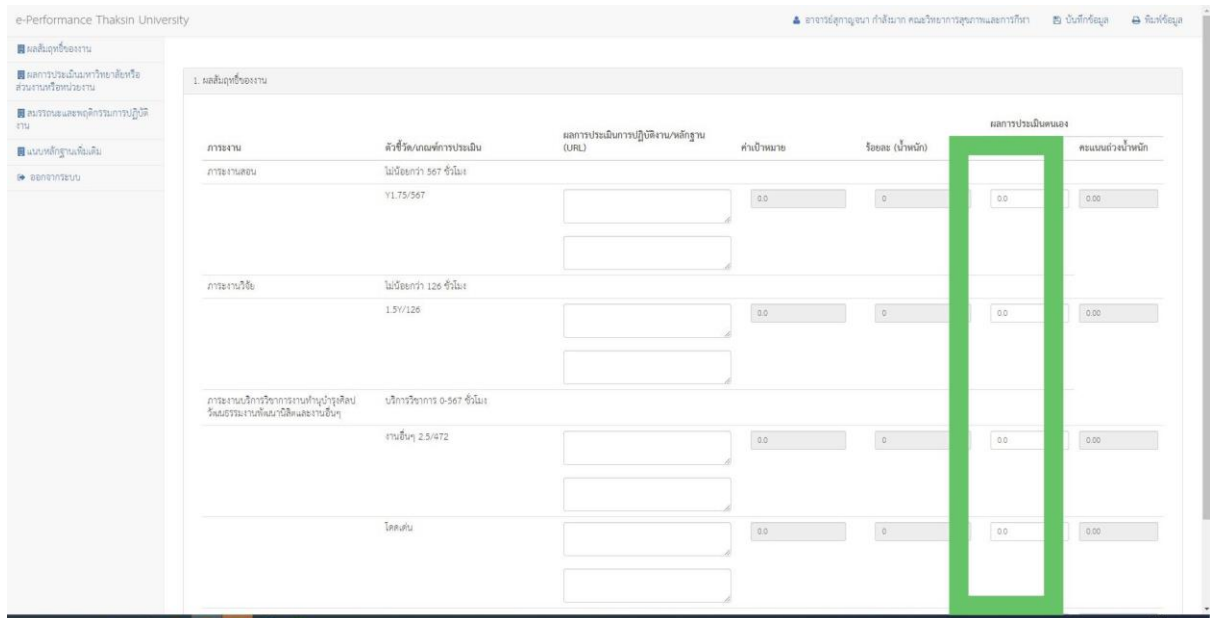 e-Performance Thaksin University
อาจารย์สุกาญจนา กำลังมาก คณะวิทยาการสุขภาพและการกีฬา บันทึกข้อมูล พิมพ์ข้อมูล
ผลสัมฤทธิ์ของงาน
ผลการประเมินมหาวิทยาลัยหรือ
ส่วนงานหรือหน่วยงาน
สมรรถนะและพฤติกรรมการปฏิบัติ
งาน
แนบหลักฐานเพิ่มเติม
ออกจากระบบ
1. ผลสัมฤทธิ์ของงาน
ผลการประเมินตนเอง
ภาระงาน ตัวชี้วัด/เกณฑ์การประเมิน ผลการประเมินการปฏิบัติงาน/หลักฐาน
(URL) ค่าเป้าหมาย ร้อยละ (น้ำหนัก) คะแนนถ่วงน้ำหนัก
ภาระงานสอน ไม่น้อยกว่า 567 ชั่วโมง
Y1.75/567 0.0 0 0.0 0.00
ภาระงานวิจัย ไม่น้อยกว่า 126 ชั่วโมง
1.5Y/126 0.0 0 0.0 0.00
ภาระงานบริการวิชาการงานทำนุบำรุงศิลป บริการวิชาการ 0-567 ชั่วโมง
วัฒนธรรมงานพัฒนานิสิตและงานอื่นๆ
งานอื่นๆ 2.5/472 0.0 0 0.0 0.00
โดดเด่น 0.0 0 0.0 0.00